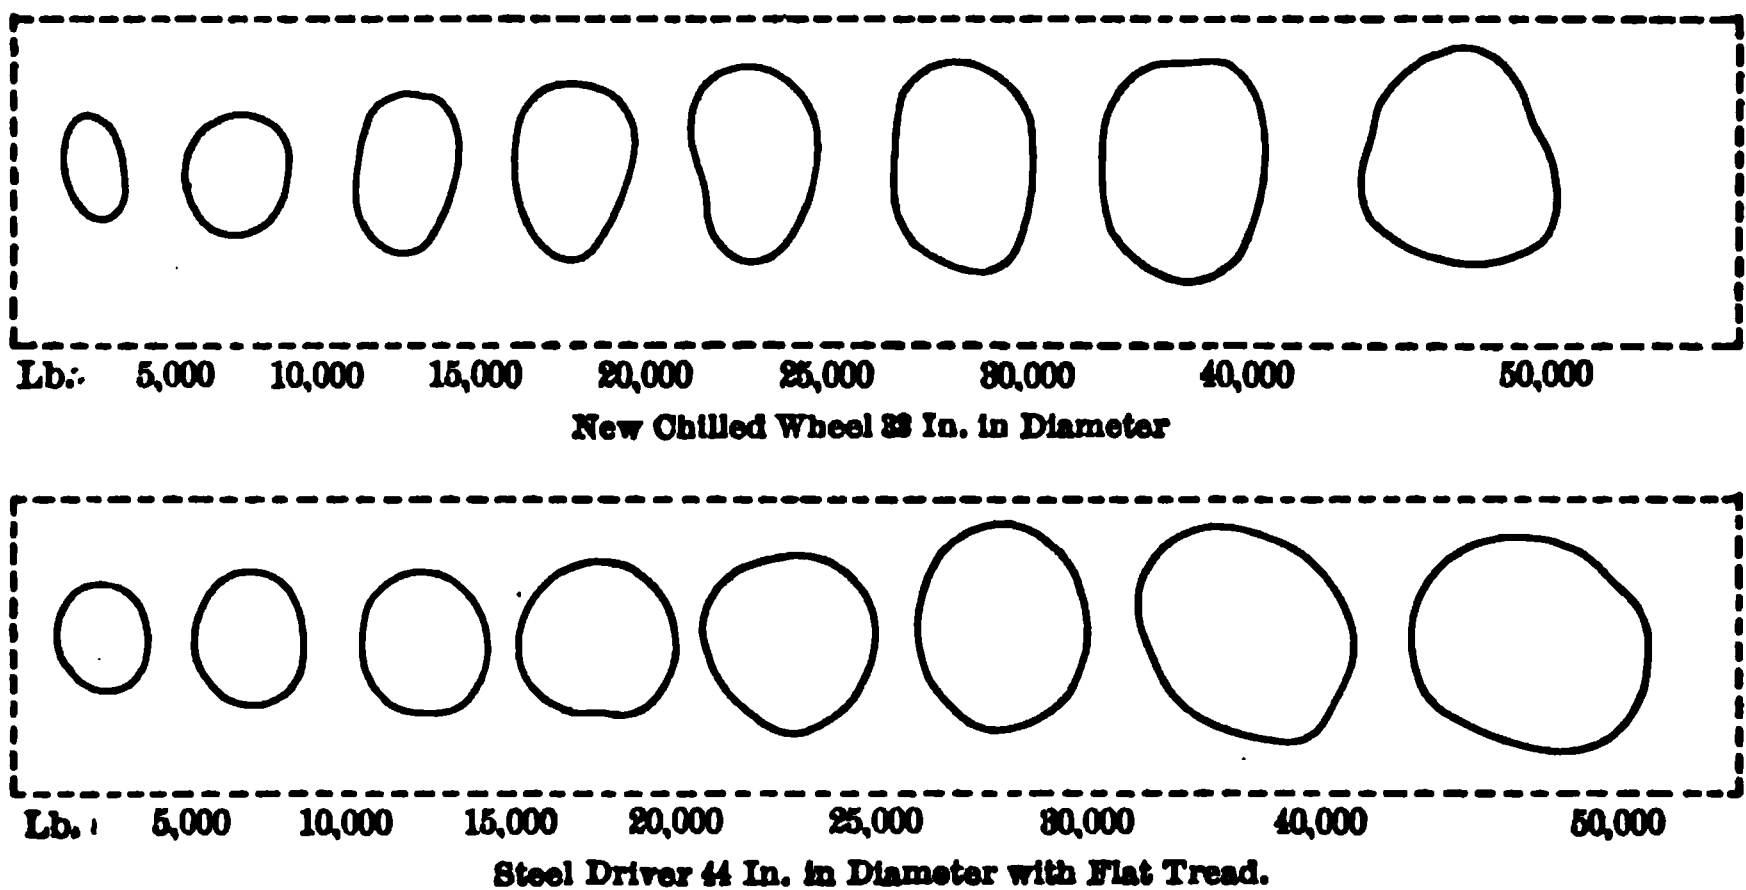 Lb. 5,000 10,000 15,000 20,000 25,000 30,000 40,000 50,000
New Chilled Wheel 33 In. in Diameter
Lb. 5,000 10,000 15,000 20,000 25,000 30,000 40,000 50,000
Steel Driver 44 In. in Diameter with Flat Tread.